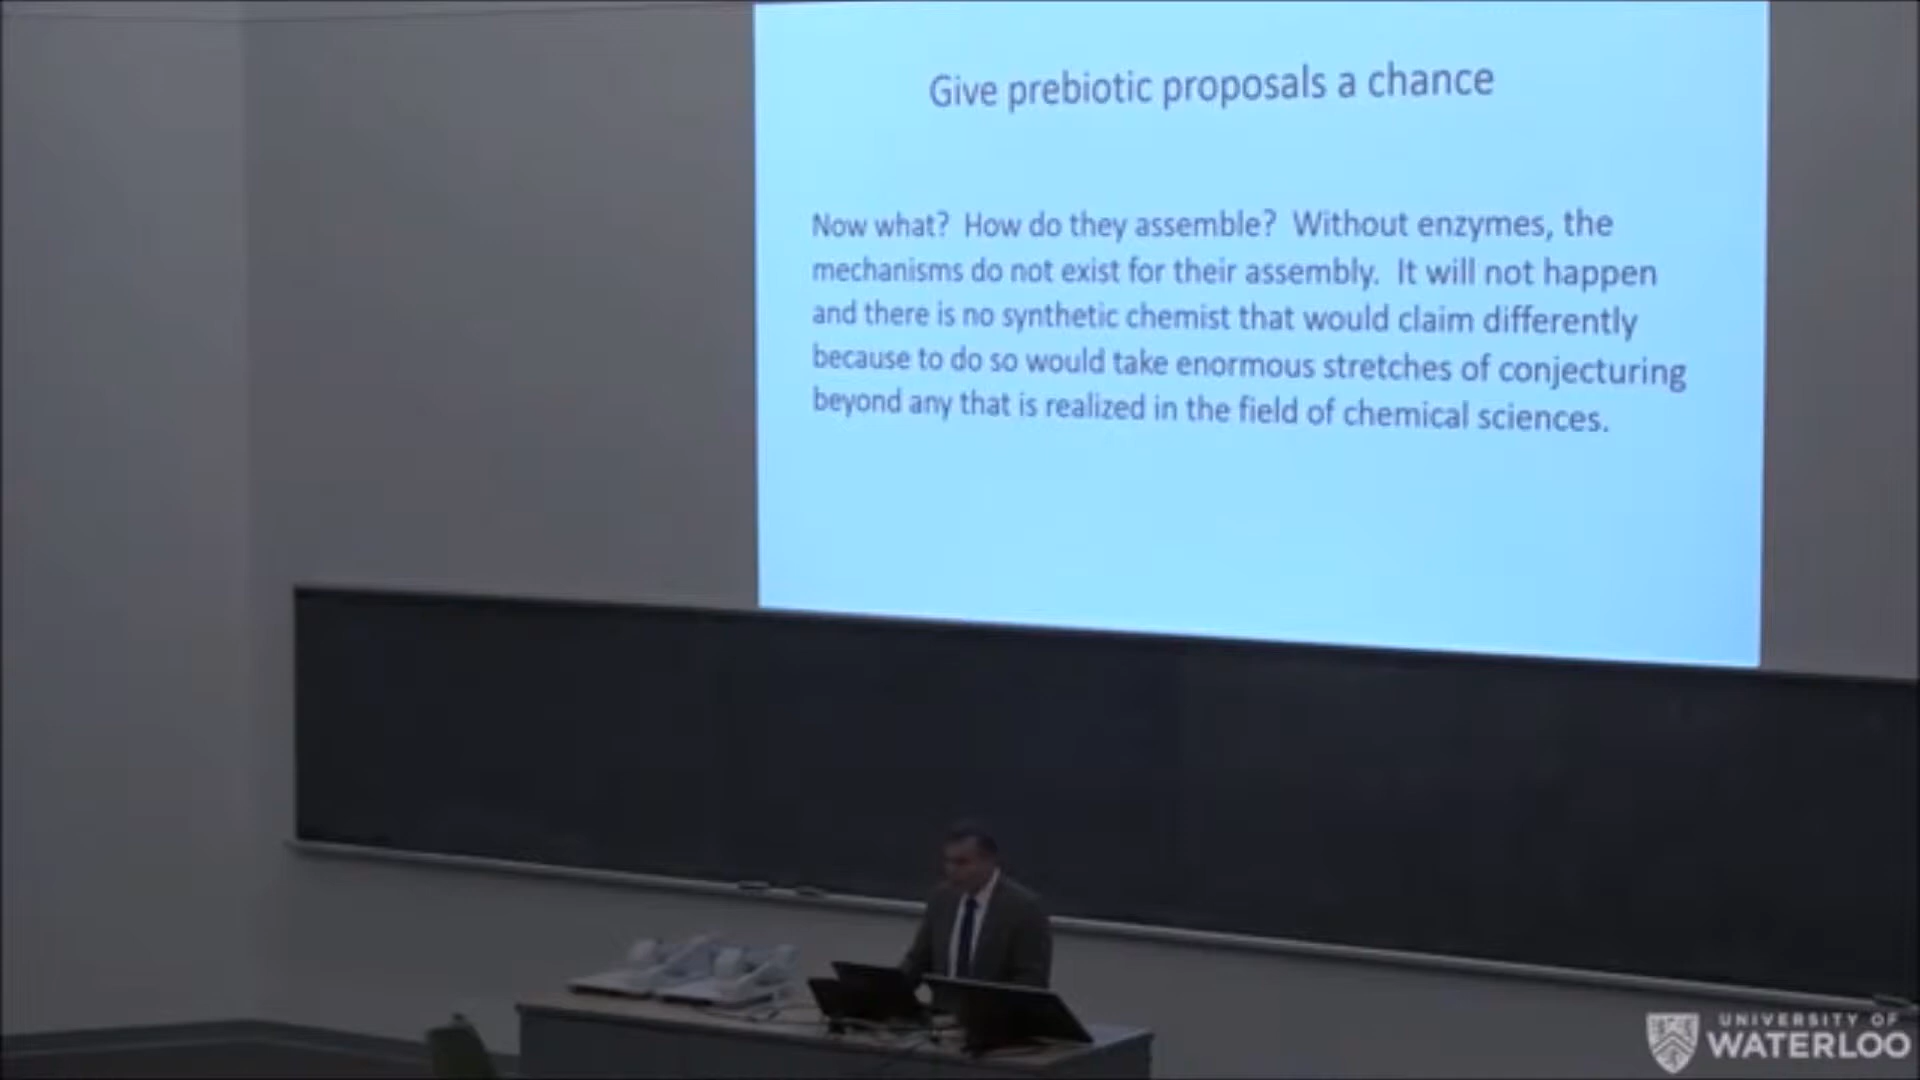 Give prebiotic proposals a chance
Now what? How do they assemble? Without enzymes, the
mechanisms do not exist for their assembly. It will not happen
and there is no synthetic chemist that would claim differently
because to do so would take enormous stretches of conjecturing
beyond any that is realized in the field of chemical sciences.
UNIVERSITY OF
WATERLOO